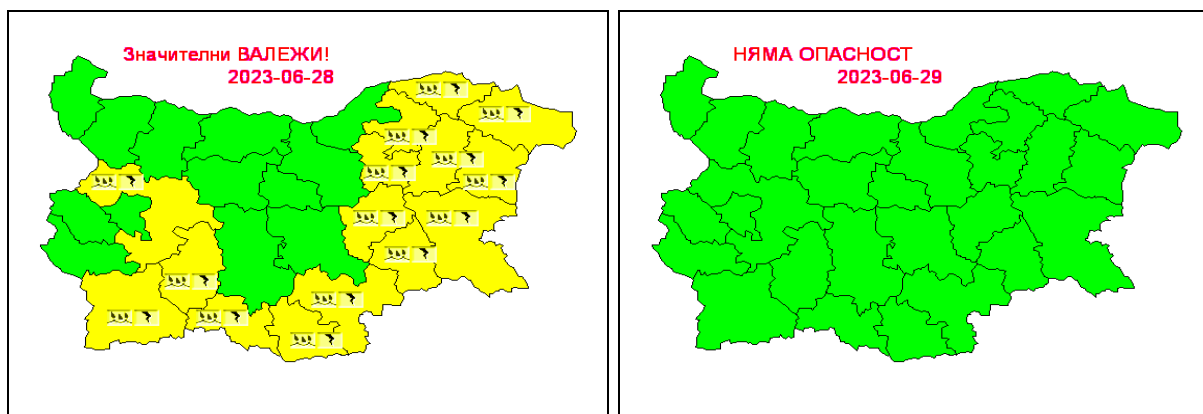 Значителни ВАЛЕЖИ!
2023-06-28
НЯМА ОПАСНОСТ
2023-06-29